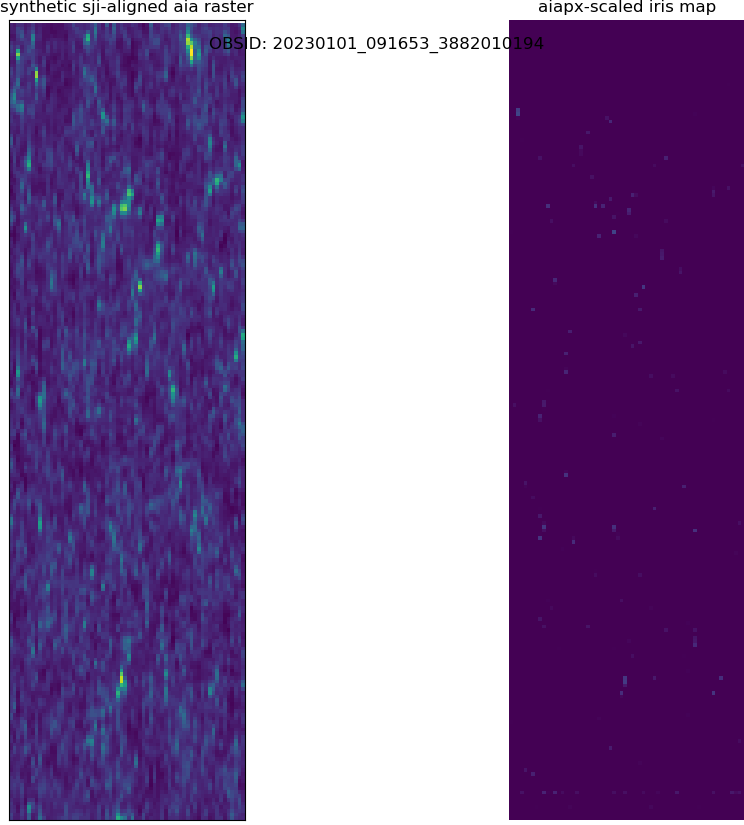 synthetic sji-aligned aia raster
aiapx-scaled iris map
OBSID: 20230101_091653_3882010194